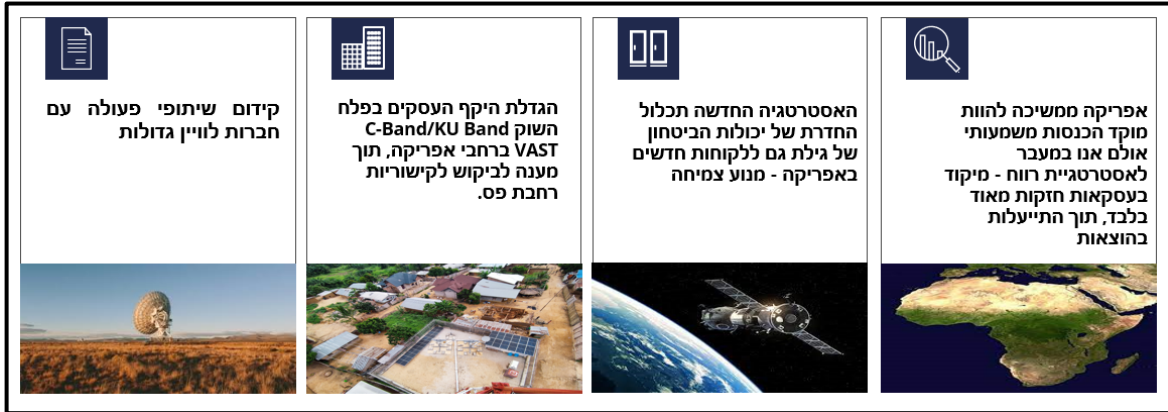 אפריקה ממשיכה להוות
מוקד הכנסות משמעותי
אולם אנו במעבר
לאסטרטגיית רווח - מיקוד
בעסקאות חזקות מאוד
בלבד, תוך התייעלות
בהוצאות
האסטרטגיה החדשה תכלול
החדרת של יכולות הביטחון
של גילת גם ללקוחות חדשים
באפריקה - מנוע צמיחה
הגדלת היקף העסקים בפלח
השוק C-Band/KU Band
VAST ברחבי אפריקה, תוך
מענה לביקוש לקישוריות
רחבת פס.
קידום שיתופי פעולה עם
חברות לוויין גדולות